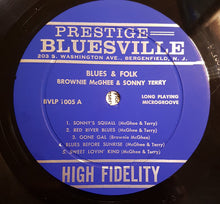 PRESTIGE
BLUESVILLE
203 S. WASHINGTON AVE., BERGENFIELD, N. J.
BLUES & FOLK
BROWNIE McGHEE & SONNY TERRY
BVLP 1005 A
LONG PLAYING
MICROGROOVE
1. SONNY'S SQUALL (McGhee & Terry)
2. RED RIVER BLUES (McGhee & Terry)
3. GONE GAL (Brownie McGhee)
4. BLUES BEFORE SUNRISE (McGhee & Terry)
5. SWEET LOVIN' KIND (McGhee & Terry)
HIGH FIDELITY